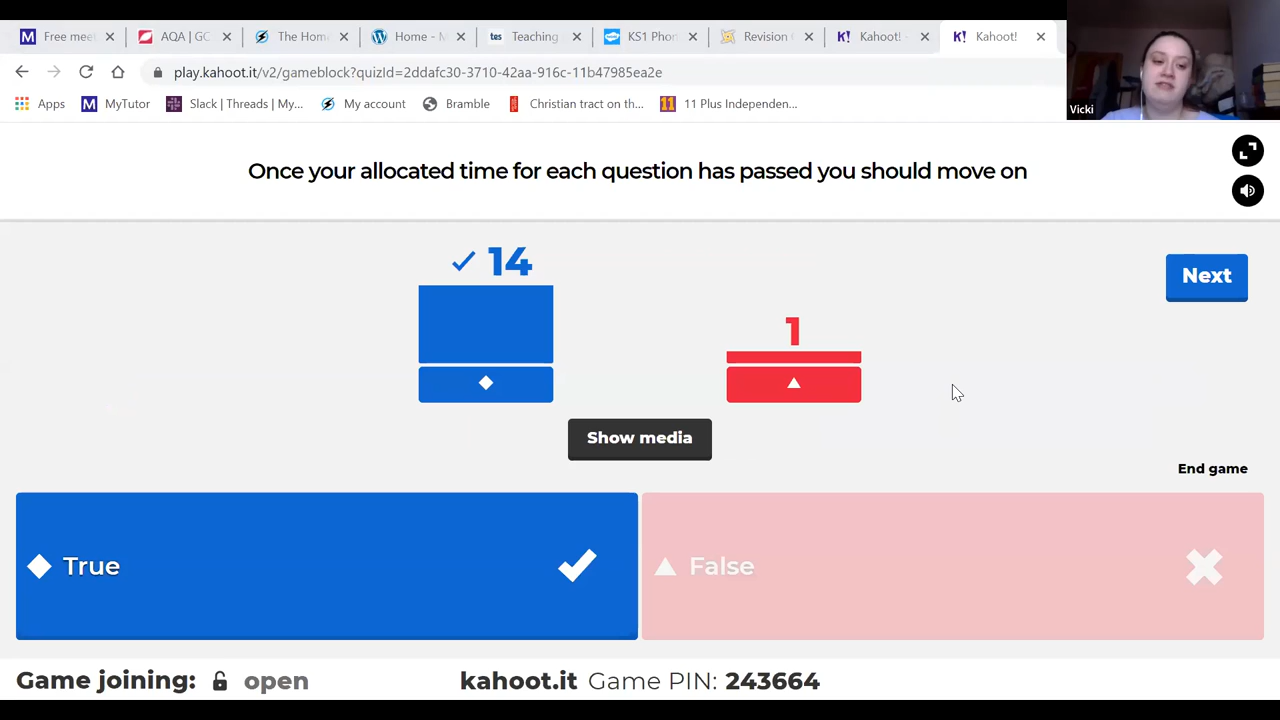 Free mee
AQA | GC
The Hom
Home - M
tes Teaching
KS1 Phon
Revision
K! Kahoot! -
K! Kahoot!
play.kahoot.it/v2/gameblock?quizId=2ddafc30-3710-42aa-916c-11b47985ea2e
Apps
M MyTutor
Slack | Threads | My...
My account
Bramble
Christian tract on th...
11 11 Plus Independen...
Vicki
Once your allocated time for each question has passed you should move on
14
1
Next
Show media
End game
True
False
Game joining: open
kahoot.it Game PIN: 243664